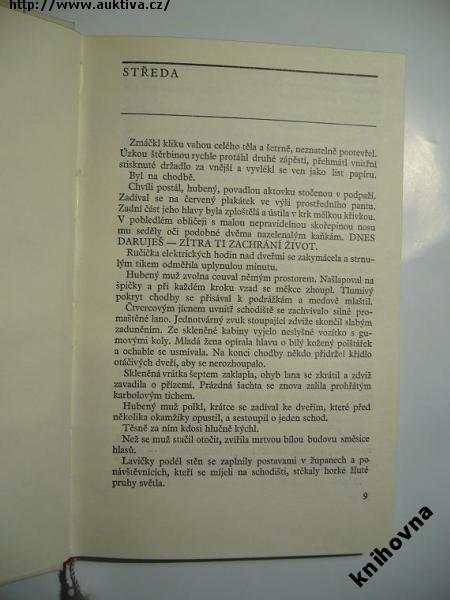 http://www.auktiva.cz/
STŘEDA
Zmáčkl kliku vahou celého těla a šetrně, neznatelně pootevřel.
Úzkou štěrbinou rychle protáhl druhé zápěstí, přehmátl vnitřní
stisknuté držadlo za vnější a vyvlékl se ven jako list papíru.
Byl na chodbě.
Chvíli postál, hubený, povadlou aktovku stočenou v podpaží.
Zadíval se na červený plakátek ve výši prostředního pantu.
Zadní část jeho hlavy byla zploštělá a ústila v krk mělkou křivkou.
V pobledlém obličeji s malou nepravidelnou skořepinou nosu
mu seděly oči podobné dvěma nazelenalým kaňkám. DNES
DARUJEŠ — ZÍTRA TI ZACHRÁNÍ ŽIVOT.
Ručička elektrických hodin nad dveřmi se zakymácela a strnu-
lým tikem odměřila uplynulou minutu.
Hubený muž zvolna couval němým prostorem. Našlapoval na
špičky a při každém kroku vzad se měkce zhoupl. Tlumivý
pokryt chodby se přisával k podrážkám a medově mlaštil.
Čtvercovým jícnem uvnitř schodiště se zachvívalo silné pro-
maštěné lano. Jednotvárný zvuk stoupající zdviže skončil slabým
zaduněním. Ze skleněné kabiny vyjelo neslyšné vozítko s gu-
movými koly. Mladá žena opírala hlavu o bílý kožený polštářek
a ochable se usmívala. Na konci chodby někdo přidržel křídlo
otáčivých dveří, aby se nerozhoupalo.
Skleněná vrátka šeptem zaklapla, ohyb lana se zkrátil a zdviž
zavadila o přízemí. Prázdná šachta se znova zalila prohřátým
karbolovým tichem.
Hubený muž polkl, krátce se zadíval ke dveřím, které před
několika okamžiky opustil, a sestoupil o jeden schod.
Těsně za ním kdosi hlučně kýchl.
Než se muž stačil otočit, zvířila mrtvou bílou budovu směsice
hlasů.
Lavičky podél stěn se zaplnily postavami v županech a po
návštěvnících, kteří se míjeli na schodišti, stékaly horké žluté
pruhy světla.
9
knihovna